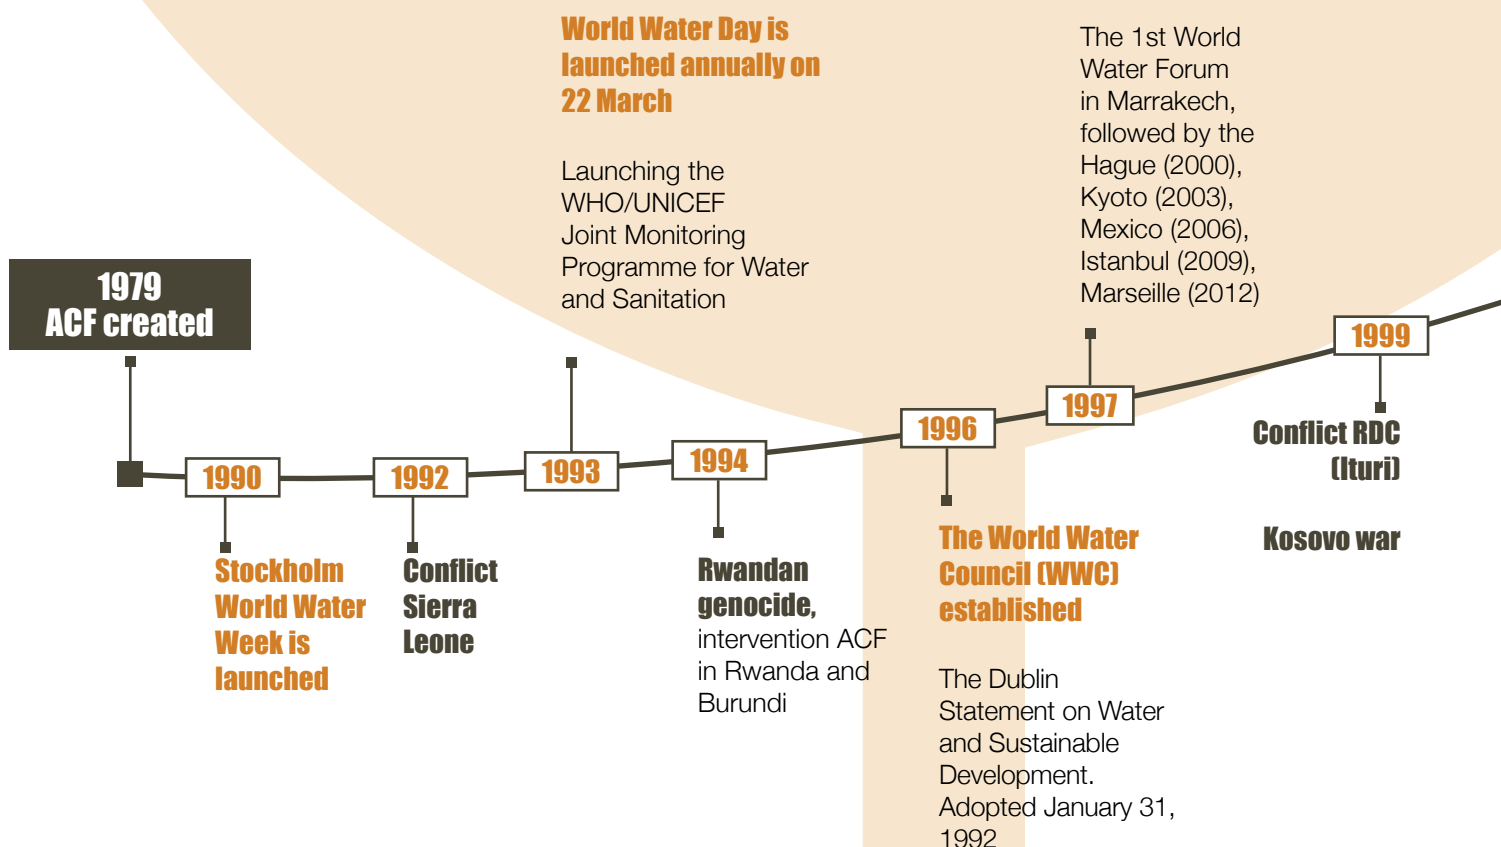 1979
ACF created
1990
Stockholm
World Water
Week is
launched
1992
Conflict
Sierra
Leone
World Water Day is
launched annually on
22 March
Launching the
WHO/UNICEF
Joint Monitoring
Programme for Water
and Sanitation
1993
1994
Rwandan
genocide,
intervention ACF
in Rwanda and
Burundi
1996
The World Water
Council (WWC)
established
The Dublin
Statement on Water
and Sustainable
Development.
Adopted January 31,
1992
The 1st World
Water Forum
in Marrakech,
followed by the
Hague (2000),
Kyoto (2003),
Mexico (2006),
Istanbul (2009),
Marseille (2012)
1997
1999
Conflict RDC
(Ituri)
Kosovo war